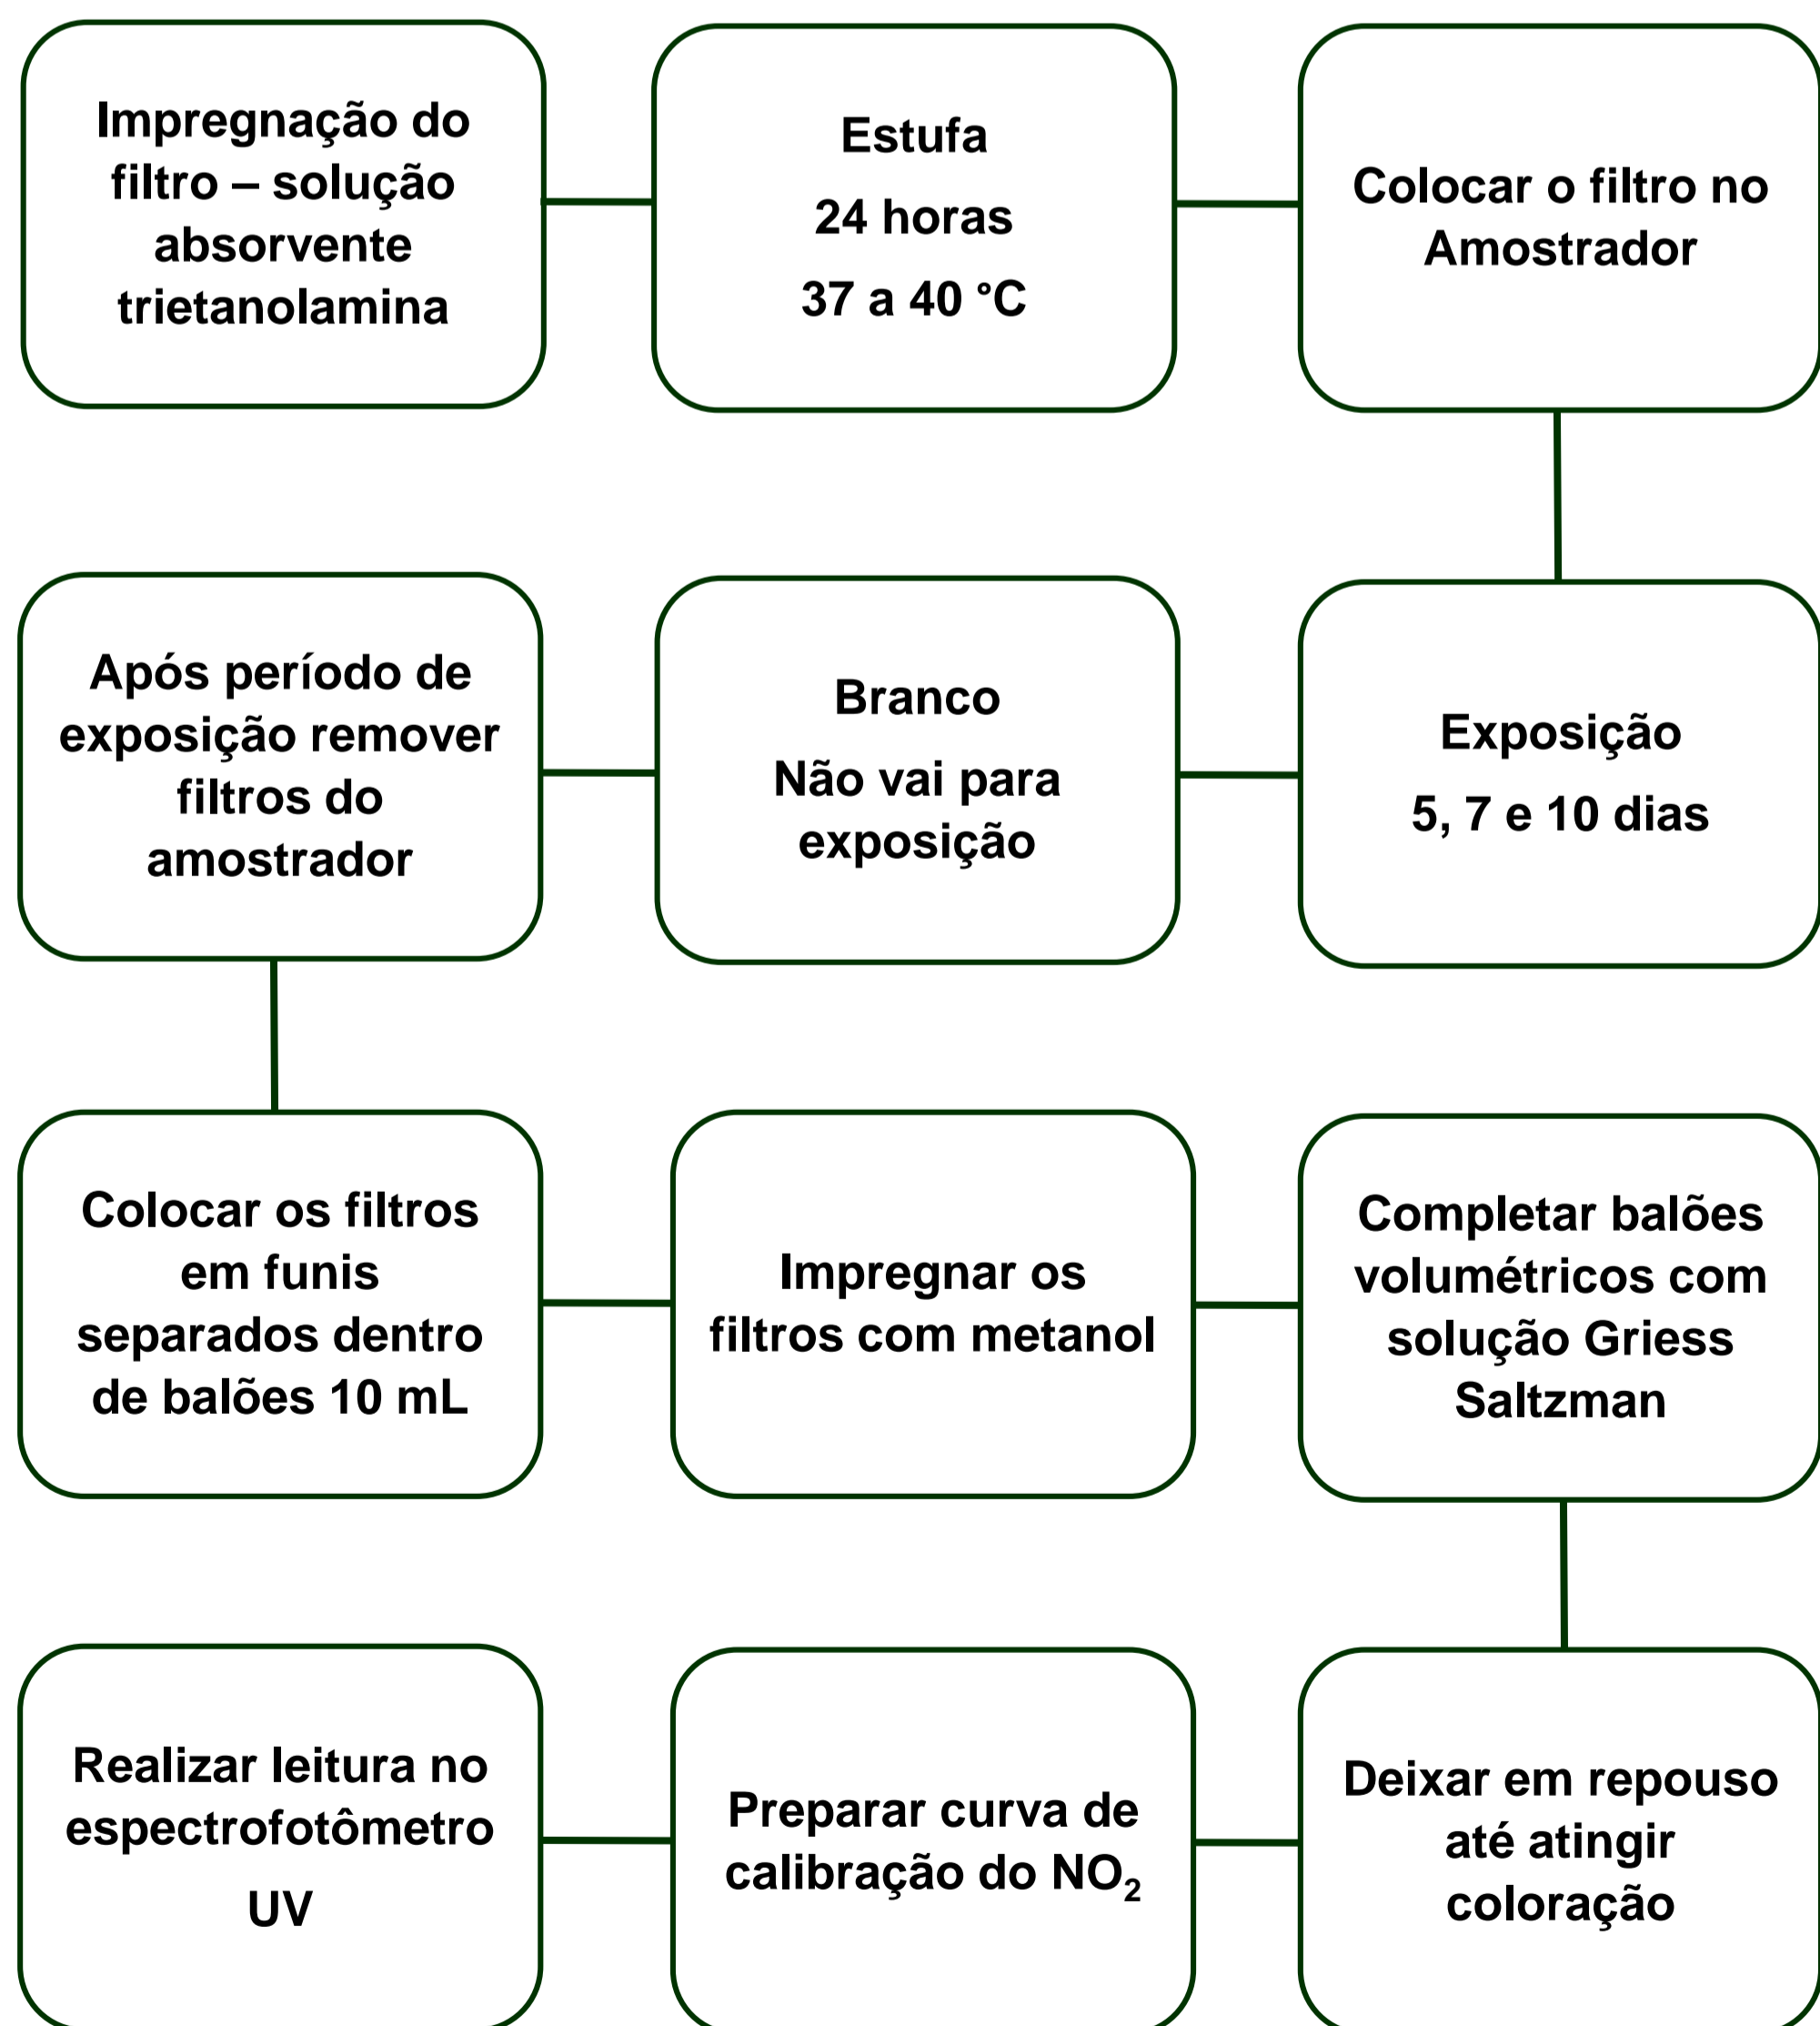 Impregnação do
filtro – solução
absorvente
trietanolamina
Estufa
24 horas
37 a 40 °C
Colocar o filtro no
Amostrador
Após período de
exposição remover
filtros do
amostrador
Branco
Não vai para
exposição
Exposição
5, 7 e 10 dias
Colocar os filtros
em funis
separados dentro
de balões 10 mL
Impregnar os
filtros com metanol
Completar balões
volumétricos com
solução Griess
Saltzman
Realizar leitura no
espectrofotômetro
UV
Preparar curva de
calibração do NO₂
Deixar em repouso
até atingir
coloração